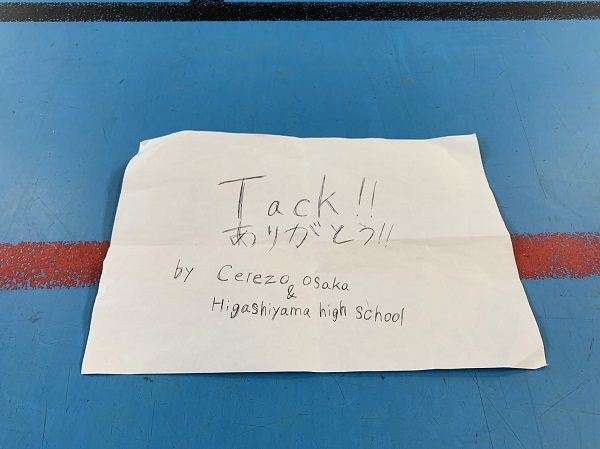 Tack!!
ありがとう!!
by Cerezo Osaka
&
Higashiyama high school